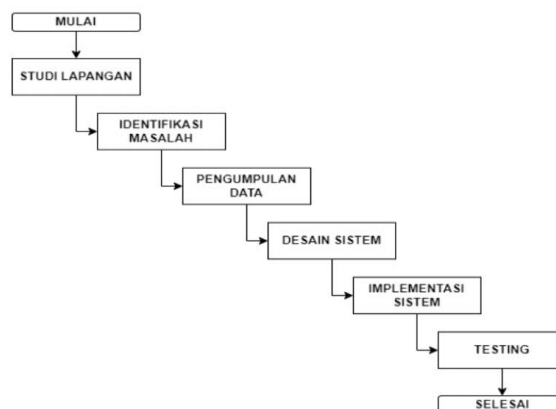 MULAI
STUDI LAPANGAN
IDENTIFIKASI
MASALAH
PENGUMPULAN
DATA
DESAIN SISTEM
IMPLEMENTASI
SISTEM
TESTING
SELESAI